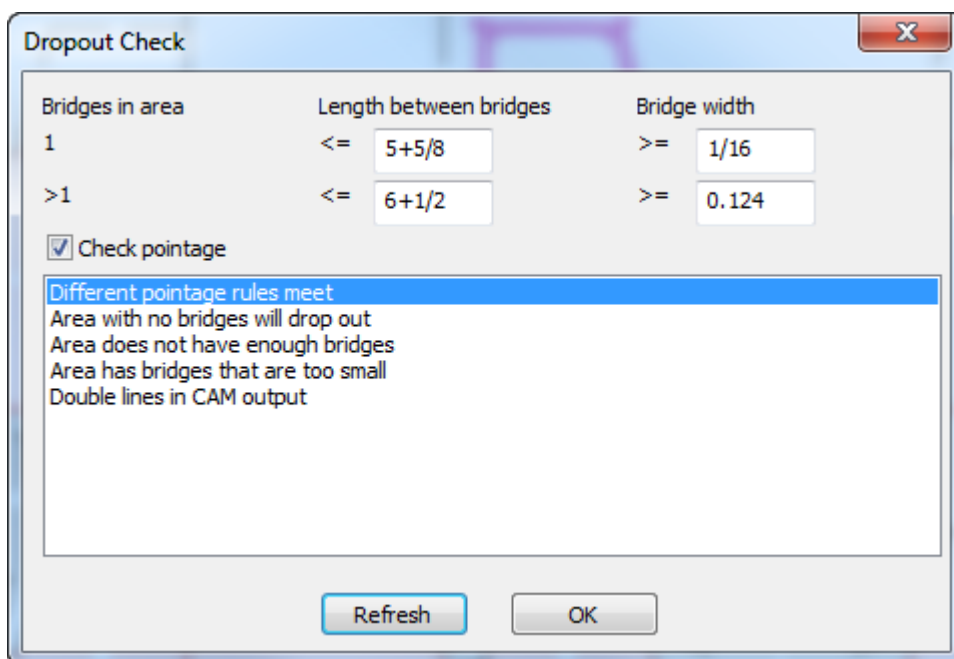 Dropout Check
Bridges in area Length between bridges Bridge width
1 <= 5+5/8 >= 1/16
>1 <= 6+1/2 >= 0.124
Check pointage
Different pointage rules meet
Area with no bridges will drop out
Area does not have enough bridges
Area has bridges that are too small
Double lines in CAM output
Refresh OK